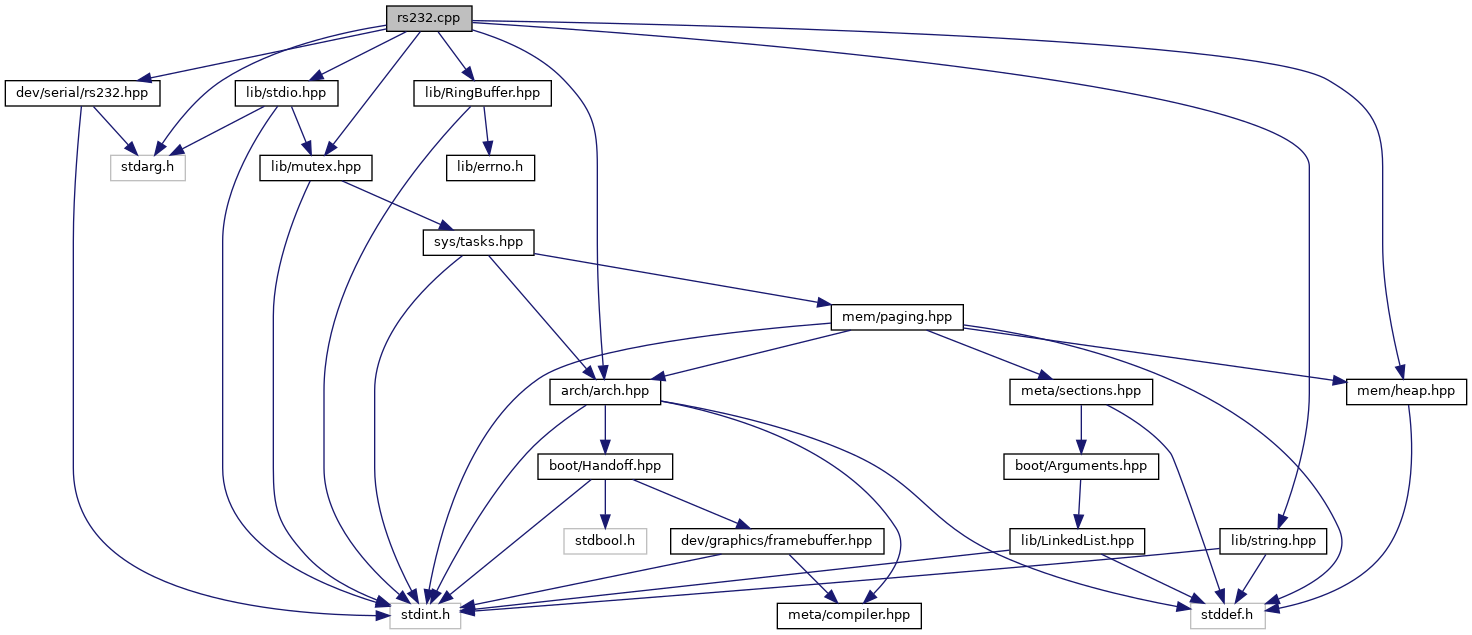 rs232.cpp
dev/serial/rs232.hpp
lib/stdio.hpp
lib/RingBuffer.hpp
stdarg.h
lib/mutex.hpp
lib/errno.h
sys/tasks.hpp
mem/paging.hpp
arch/arch.hpp
meta/sections.hpp
mem/heap.hpp
boot/Handoff.hpp
boot/Arguments.hpp
stdbool.h
dev/graphics/framebuffer.hpp
lib/LinkedList.hpp
lib/string.hpp
stdint.h
meta/compiler.hpp
stddef.h